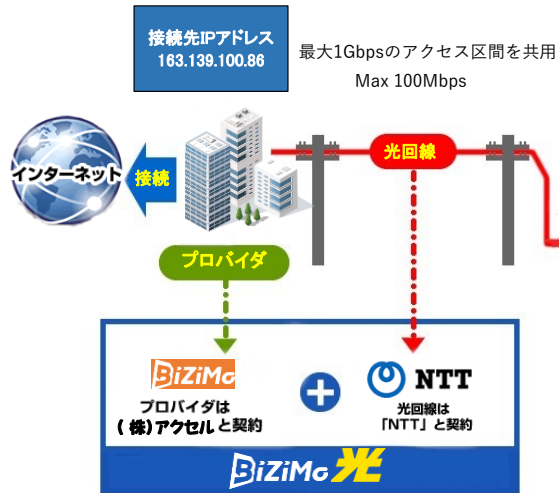 接続先IPアドレス
163.139.100.86
最大1Gbpsのアクセス区間を共用
Max 100Mbps
インターネット
接続
光回線
プロバイダ
BiZiMo
プロバイダは
(株)アクセルと契約
NTT
光回線は
「NTT」と契約
BiZiMo光